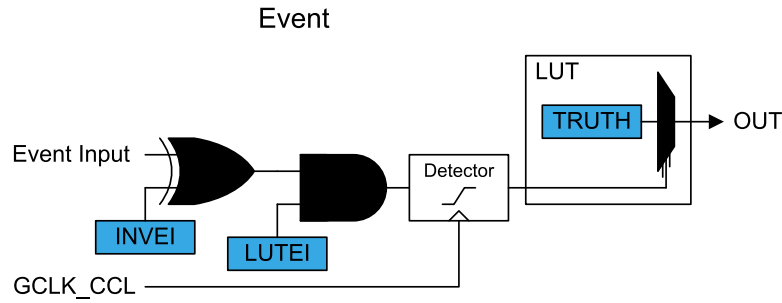 Event
LUT
TRUTH
OUT
Event Input
Detector
INVEI
LUTEI
GCLK_CCL